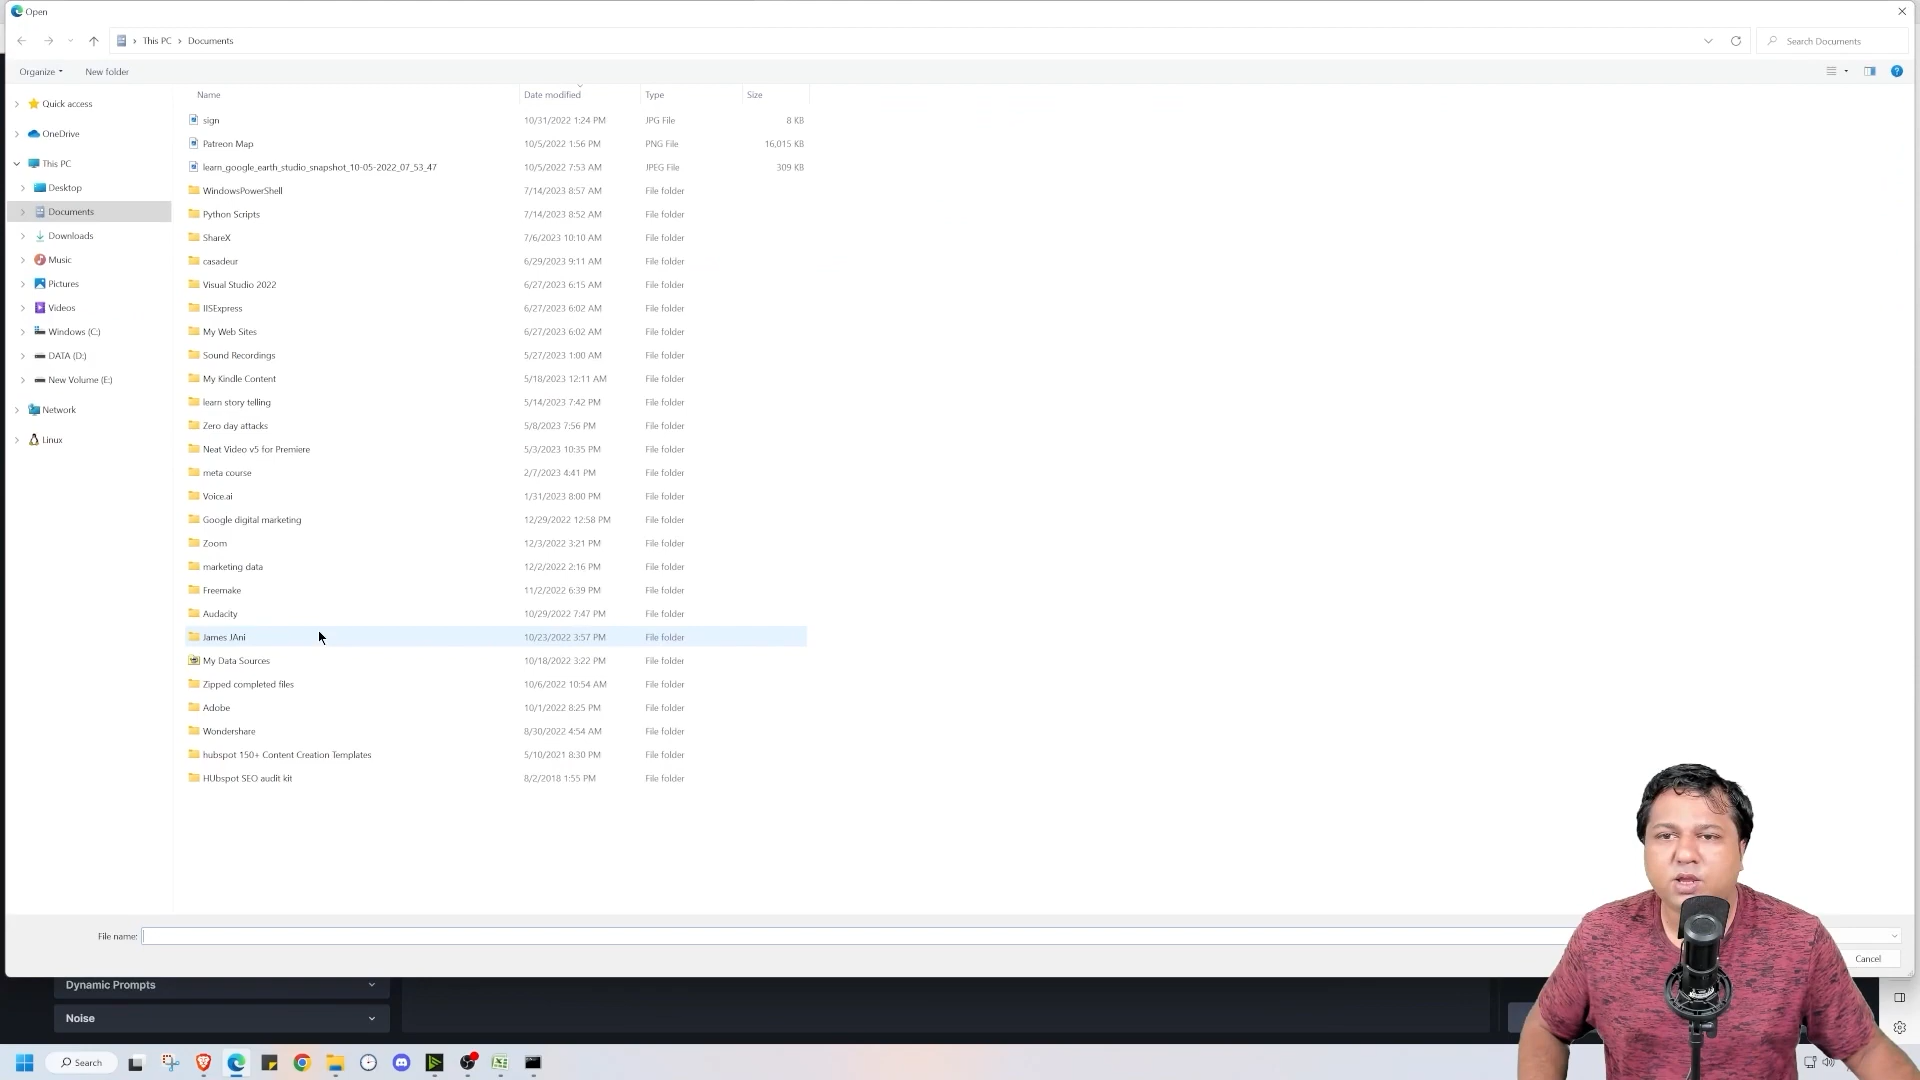 Open
This PC > Documents
Search Documents
Organize
New folder
Name
Date modified
Type
Size
Quick access
OneDrive
This PC
Desktop
Documents
Downloads
Music
Pictures
Videos
Windows (C:)
DATA (D:)
New Volume (E:)
Network
Linux
sign 10/31/2022 1:24 PM JPG File 8 KB
Patreon Map 10/5/2022 1:56 PM PNG File 16,015 KB
learn_google_earth_studio_snapshot_10-05-2022_07_53_47 10/5/2022 7:53 AM JPEG File 309 KB
WindowsPowerShell 7/14/2023 8:57 AM File folder
Python Scripts 7/14/2023 8:52 AM File folder
ShareX 7/6/2023 10:10 AM File folder
casadeur 6/29/2023 9:11 AM File folder
Visual Studio 2022 6/27/2023 6:15 AM File folder
IISExpress 6/27/2023 6:02 AM File folder
My Web Sites 6/27/2023 6:02 AM File folder
Sound Recordings 5/27/2023 1:00 AM File folder
My Kindle Content 5/18/2023 12:11 AM File folder
learn story telling 5/14/2023 7:42 PM File folder
Zero day attacks 5/8/2023 7:56 PM File folder
Neat Video v5 for Premiere 5/3/2023 10:35 PM File folder
meta course 2/7/2023 4:41 PM File folder
Voice.ai 1/31/2023 8:00 PM File folder
Google digital marketing 12/29/2022 12:58 PM File folder
Zoom 12/3/2022 3:21 PM File folder
marketing data 12/2/2022 2:16 PM File folder
Freemake 11/2/2022 6:39 PM File folder
Audacity 10/29/2022 7:47 PM File folder
James JAni 10/23/2022 3:57 PM File folder
My Data Sources 10/18/2022 3:22 PM File folder
Zipped completed files 10/6/2022 10:54 AM File folder
Adobe 10/1/2022 8:25 PM File folder
Wondershare 8/30/2022 4:54 AM File folder
hubspot 150+ Content Creation Templates 5/10/2021 8:30 PM File folder
HUbspot SEO audit kit 8/2/2018 1:55 PM File folder
File name:
Cancel
Dynamic Prompts
Noise
Search